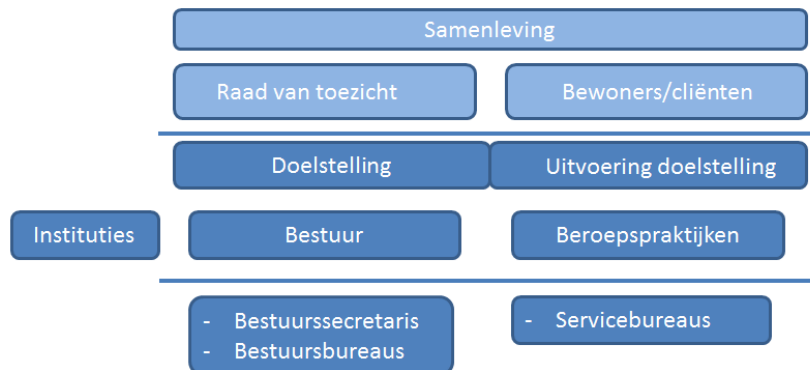 Samenleving
Raad van toezicht
Bewoners/cliënten
Doelstelling
Uitvoering doelstelling
Instituties
Bestuur
Beroepspraktijken
- Bestuurssecretaris
- Bestuursbureaus
- Servicebureaus